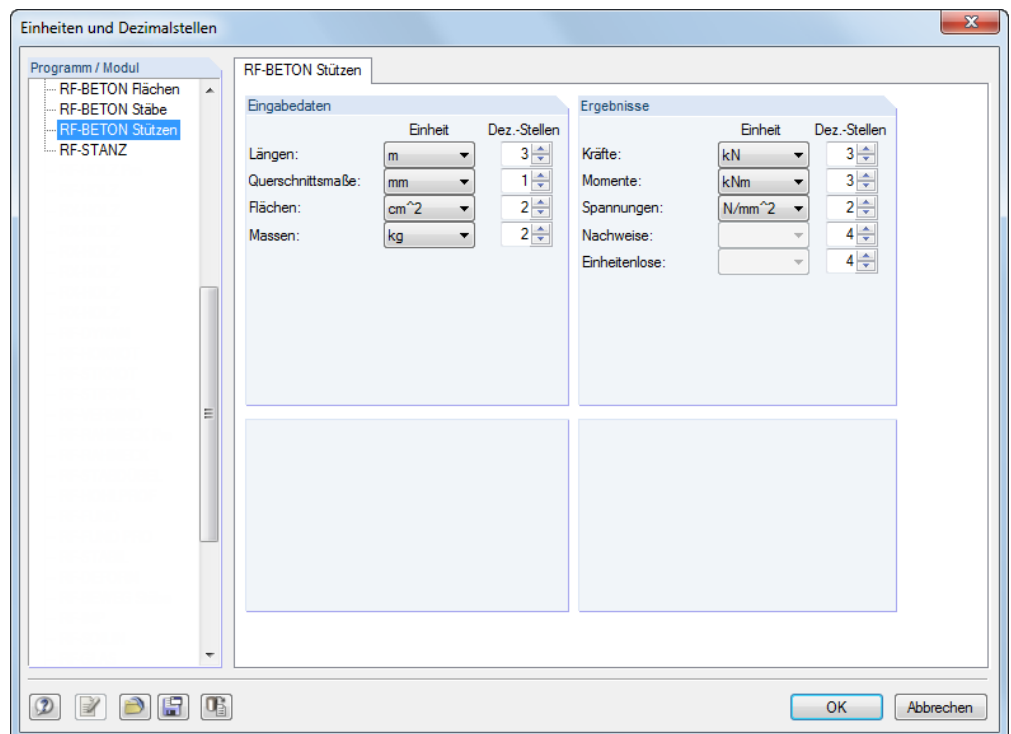 Einheiten und Dezimalstellen
Programm / Modul
RF-BETON Flächen
RF-BETON Stäbe
RF-BETON Stützen
RF-STANZ
RF-BETON Stützen
Eingabedaten
Einheit Dez.-Stellen
Längen: m 3
Querschnittsmaße: mm 1
Flächen: cm^2 2
Massen: kg 2
Ergebnisse
Einheit Dez.-Stellen
Kräfte: kN 3
Momente: kNm 3
Spannungen: N/mm^2 2
Nachweise: 4
Einheitenlose: 4
OK Abbrechen